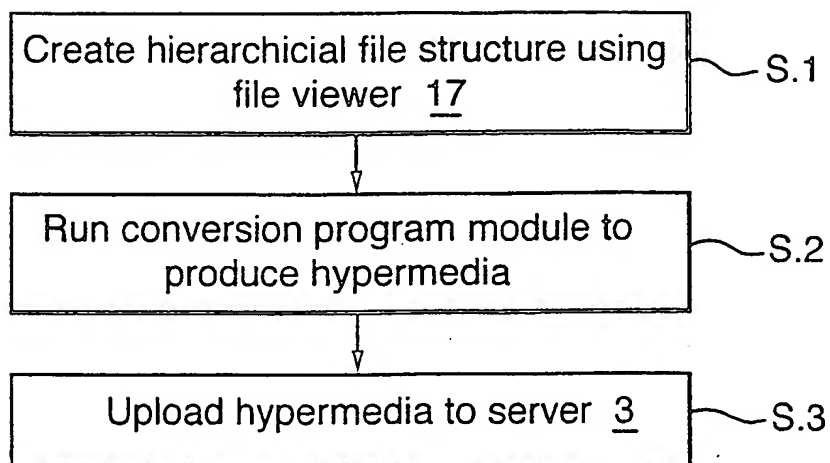 Create hierarchicial file structure using
file viewer 17
S.1
Run conversion program module to
produce hypermedia
S.2
Upload hypermedia to server 3
S.3